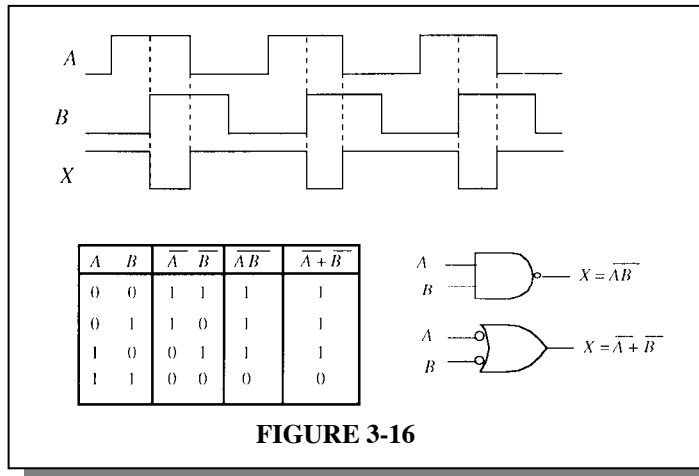 A
B
X
A B A̅ B̅ A̅B̅ A̅ + B̅
0 0 1 1 1 1
0 1 1 0 1 1
1 0 0 1 1 1
1 1 0 0 0 0
A
B
X = A̅B̅
A
B
X = A̅ + B̅
FIGURE 3-16